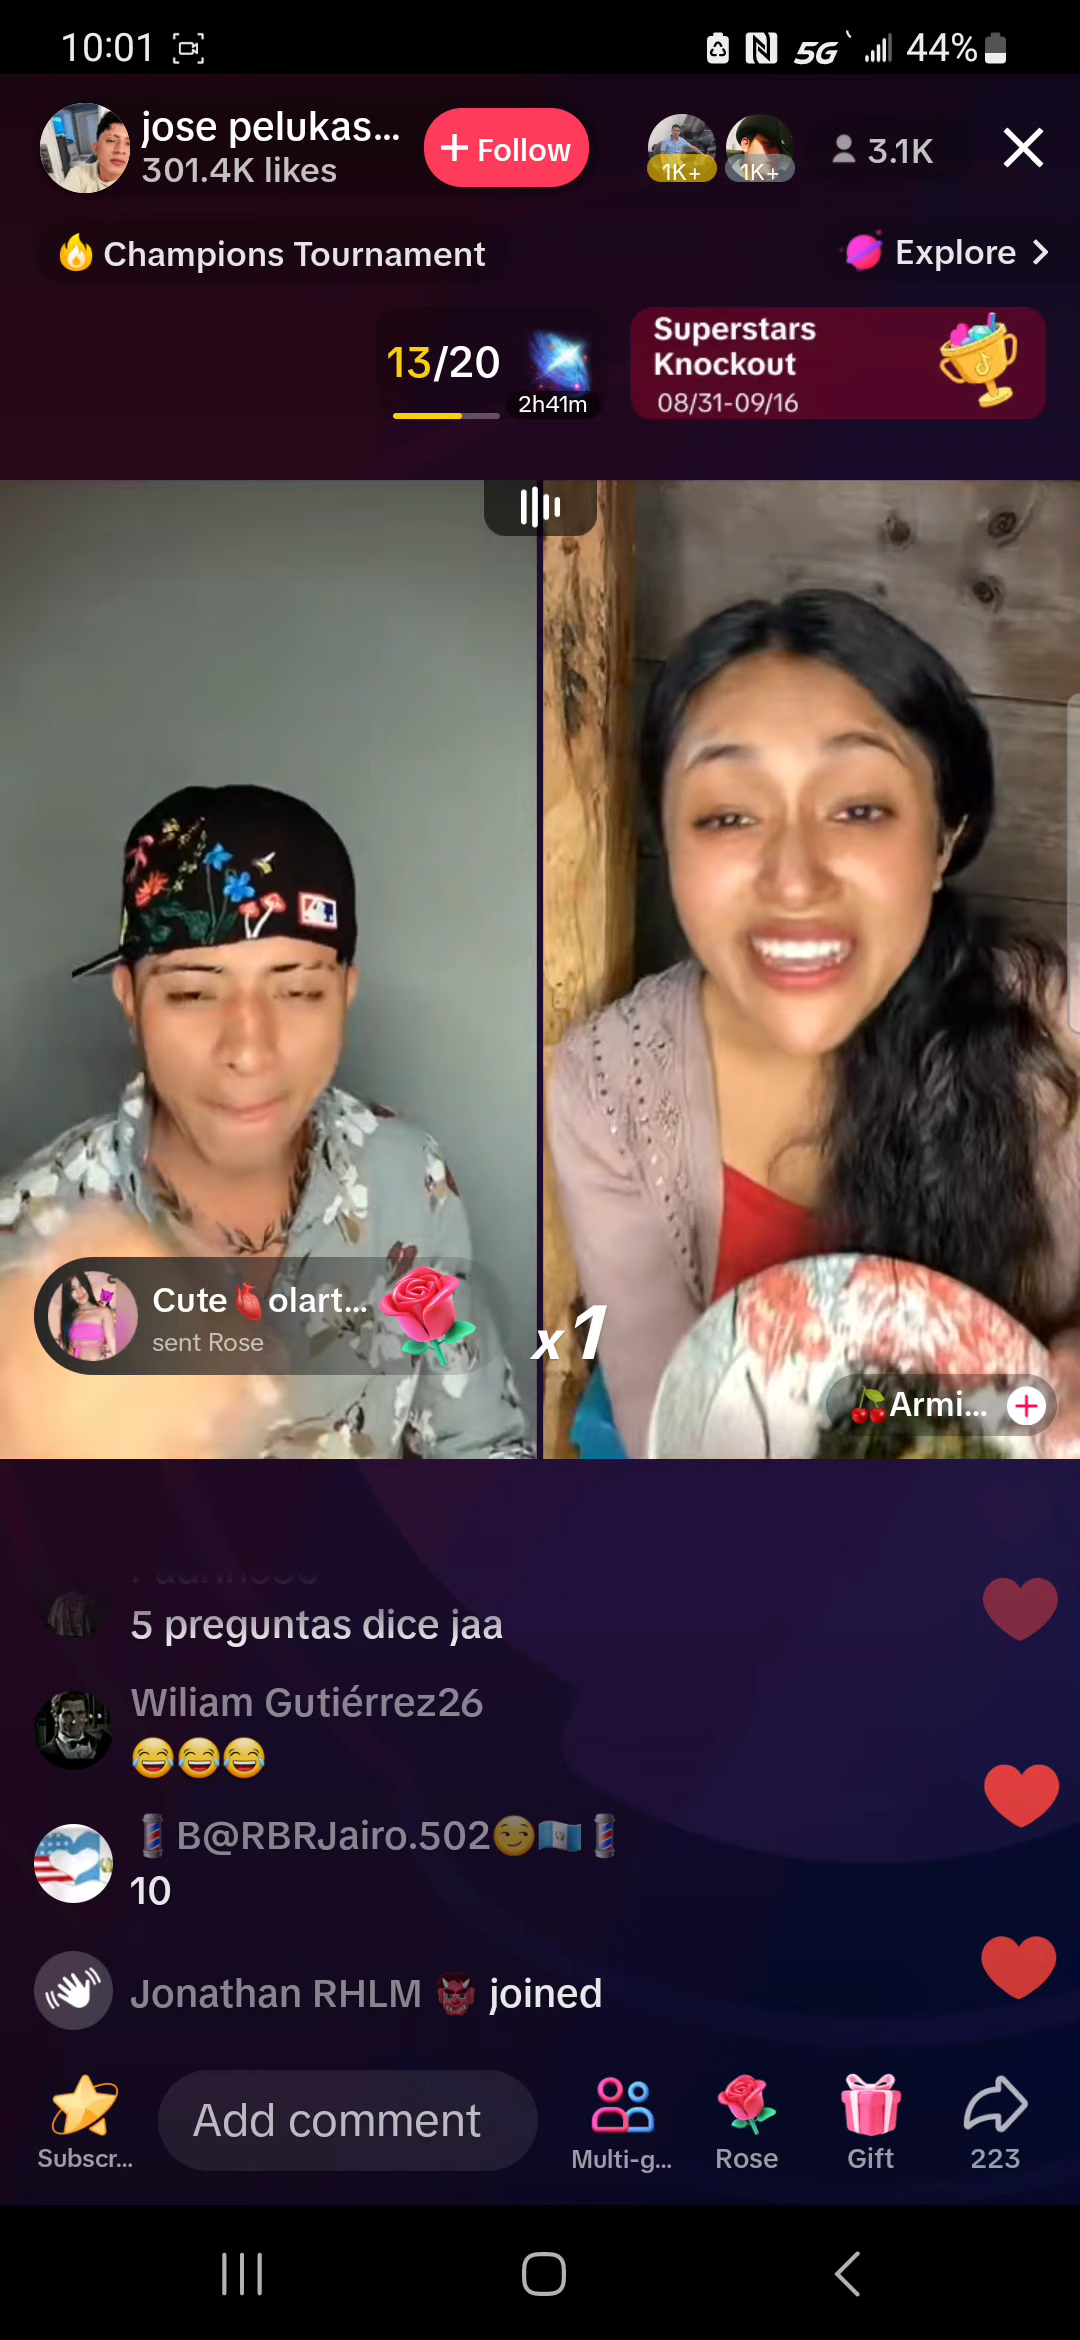 10:01
5G
44%
jose pelukas...
301.4K likes
+ Follow
1K+
1K+
3.1K
Champions Tournament
Explore >
13/20
2h41m
Superstars
Knockout
08/31-09/16
Cute🫀olart...
sent Rose
x1
🍒Armi...
5 preguntas dice jaa
Wiliam Gutiérrez26
😂😂😂
💈B@RBRJairo.502😏🇬🇹💈
10
Jonathan RHLM 👹 joined
Subscr...
Add comment
Multi-g...
Rose
Gift
223